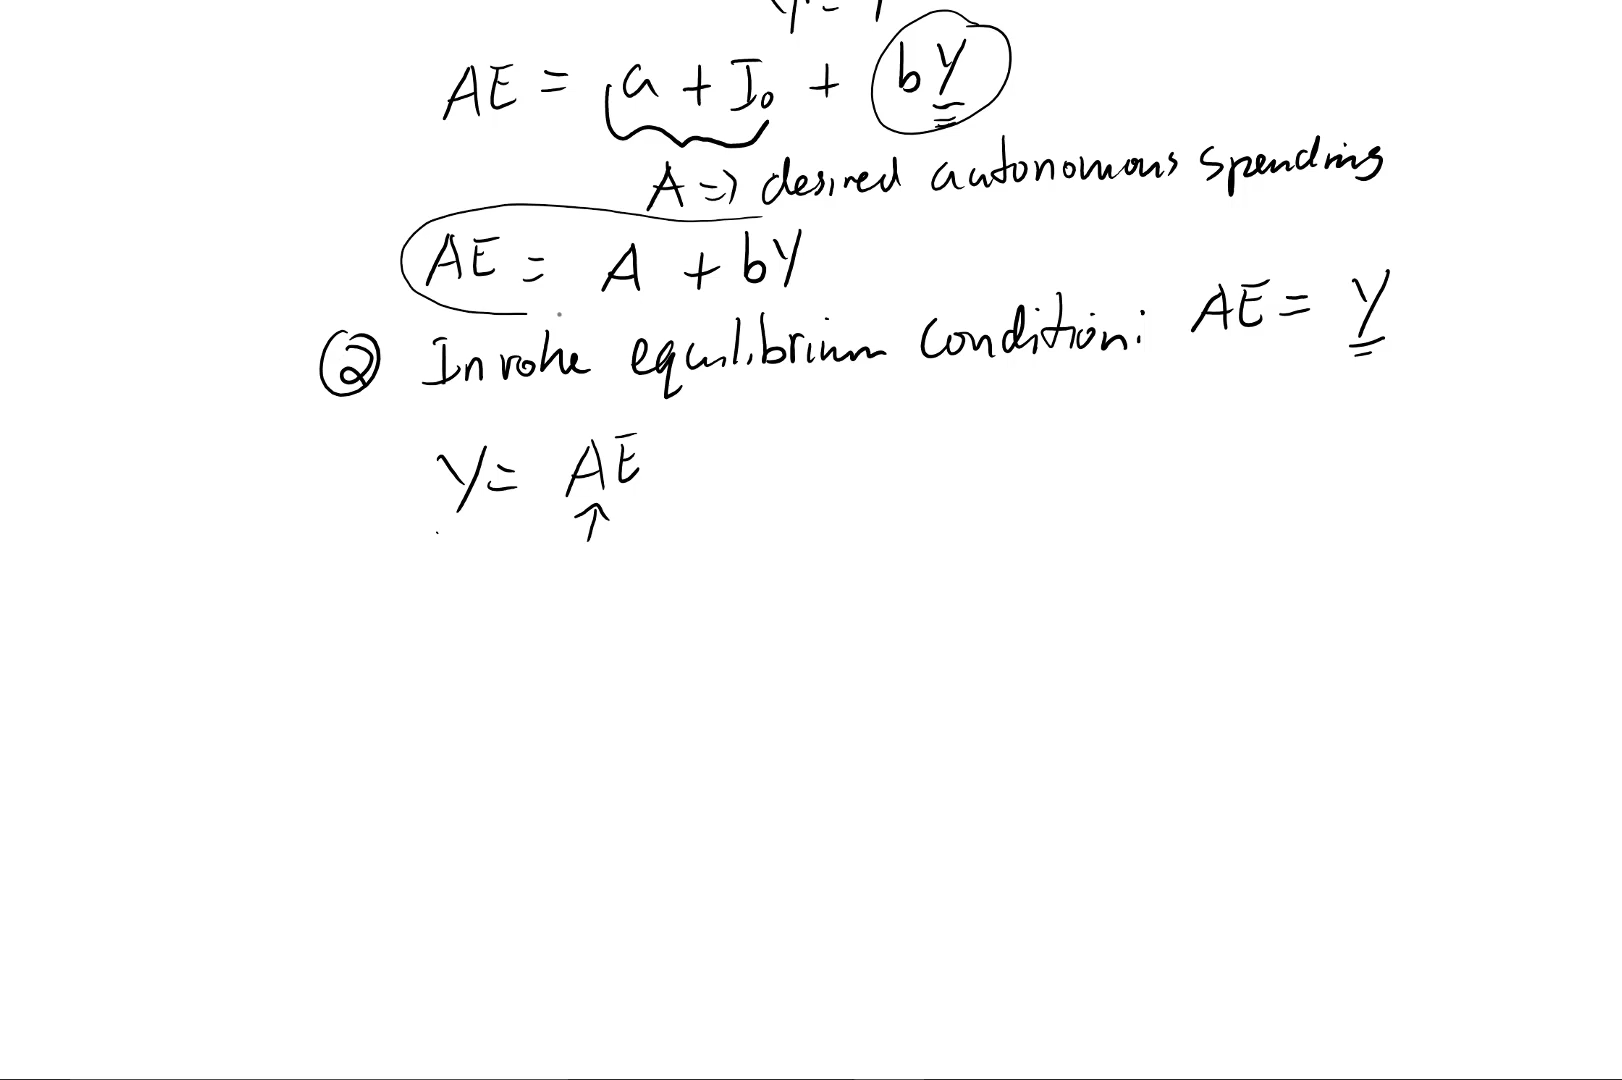 AE = a + I₀ + bY
A => desired autonomous spending
AE = A + bY
② Invoke equilibrium condition: AE = Y
Y = AE
↑